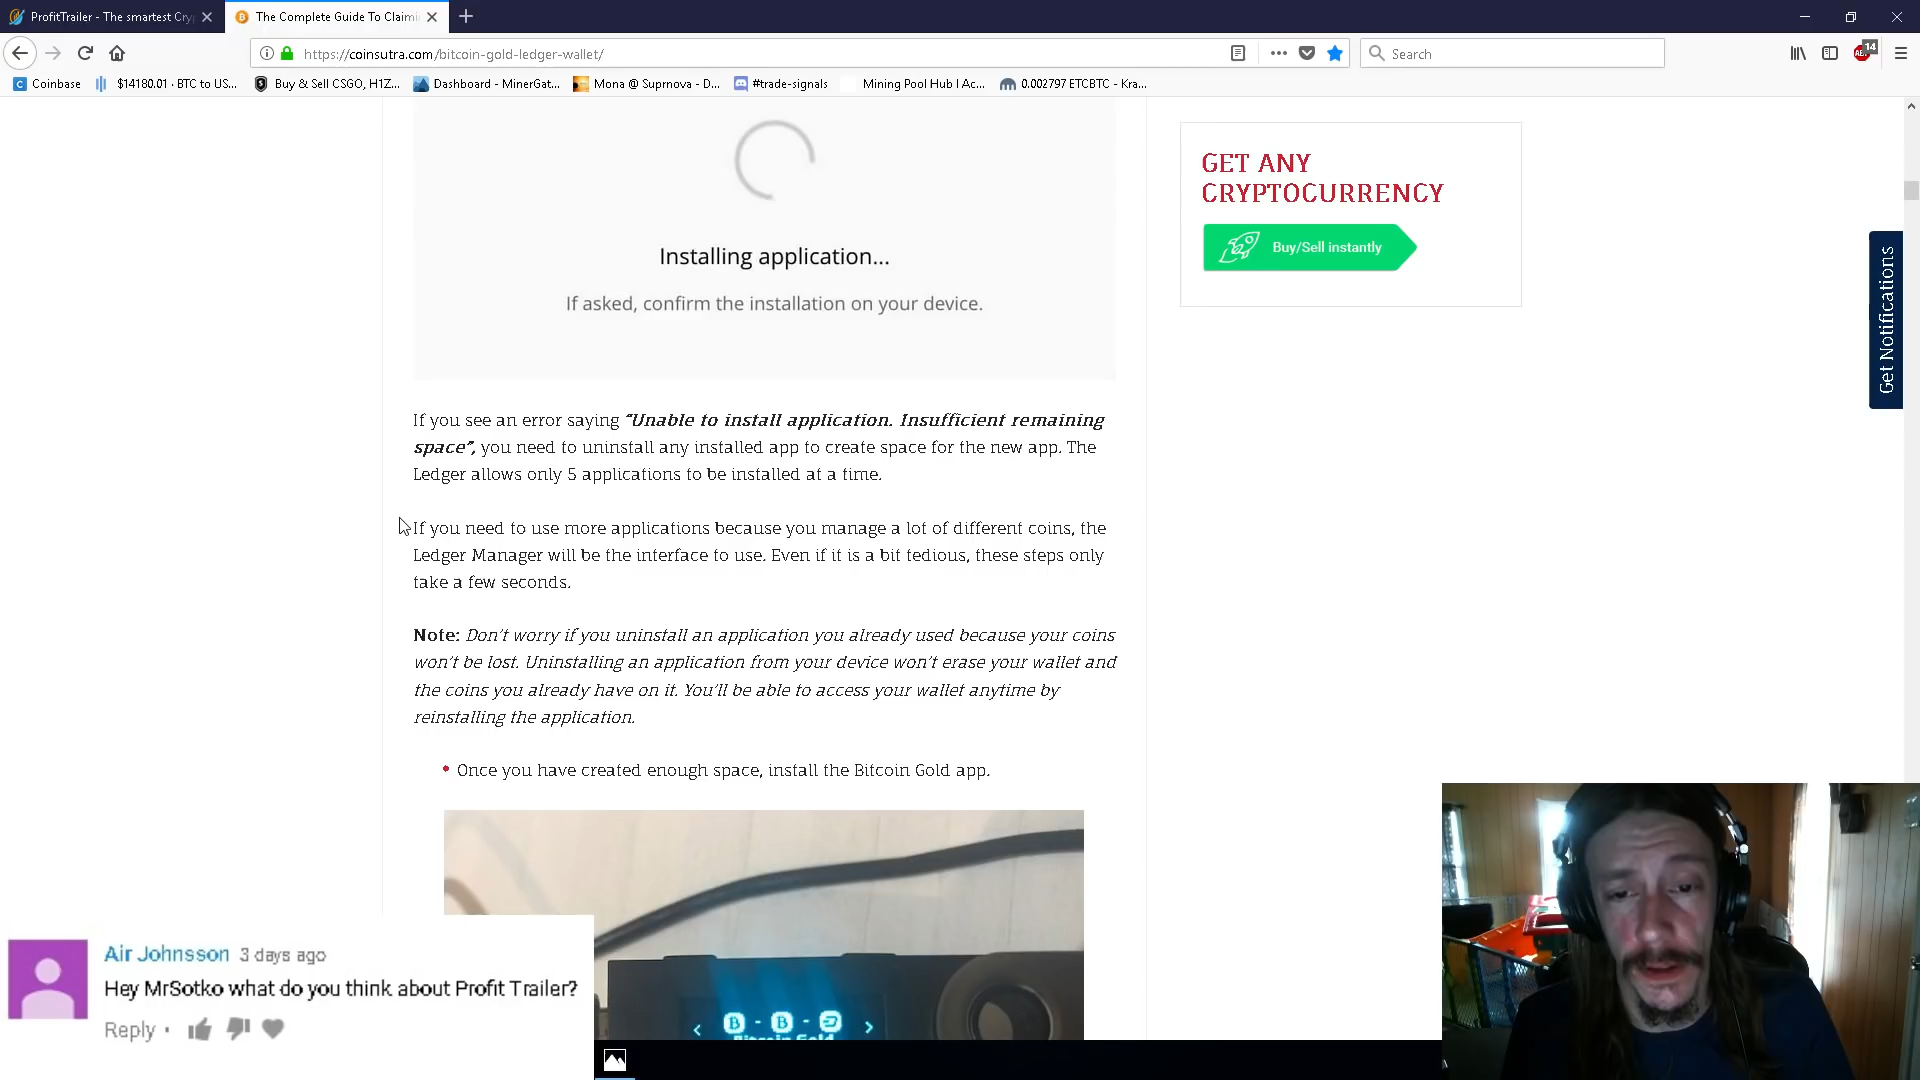 ProfitTrailer - The smartest Cry
The Complete Guide To Claimi
https://coinsutra.com/bitcoin-gold-ledger-wallet/
Search
14
Coinbase
$14180.01 · BTC to US...
Buy & Sell CSGO, H1Z...
Dashboard - MinerGat...
Mona @ Suprnova - D...
#trade-signals
Mining Pool Hub | Ac...
0.002797 ETCBTC - Kra...
GET ANY
CRYPTOCURRENCY
Buy/Sell instantly
Get Notifications
Installing application...
If asked, confirm the installation on your device.
If you see an error saying “Unable to install application. Insufficient remaining
space”, you need to uninstall any installed app to create space for the new app. The
Ledger allows only 5 applications to be installed at a time.
If you need to use more applications because you manage a lot of different coins, the
Ledger Manager will be the interface to use. Even if it is a bit tedious, these steps only
take a few seconds.
Note: Don’t worry if you uninstall an application you already used because your coins
won’t be lost. Uninstalling an application from your device won’t erase your wallet and
the coins you already have on it. You’ll be able to access your wallet anytime by
reinstalling the application.
• Once you have created enough space, install the Bitcoin Gold app.
Bitcoin Gold
Air Johnsson 3 days ago
Hey MrSotko what do you think about Profit Trailer?
Reply ·